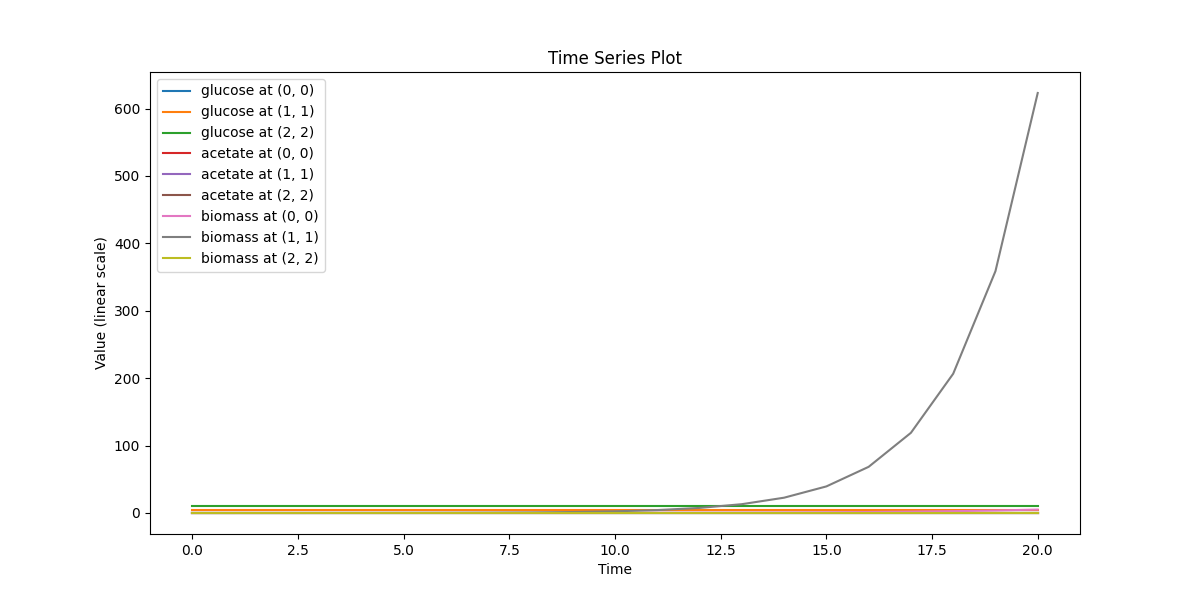 Time Series Plot
glucose at (0, 0)
glucose at (1, 1)
glucose at (2, 2)
acetate at (0, 0)
acetate at (1, 1)
acetate at (2, 2)
biomass at (0, 0)
biomass at (1, 1)
biomass at (2, 2)
Value (linear scale)
600
500
400
300
200
100
0
0.0 2.5 5.0 7.5 10.0 12.5 15.0 17.5 20.0
Time